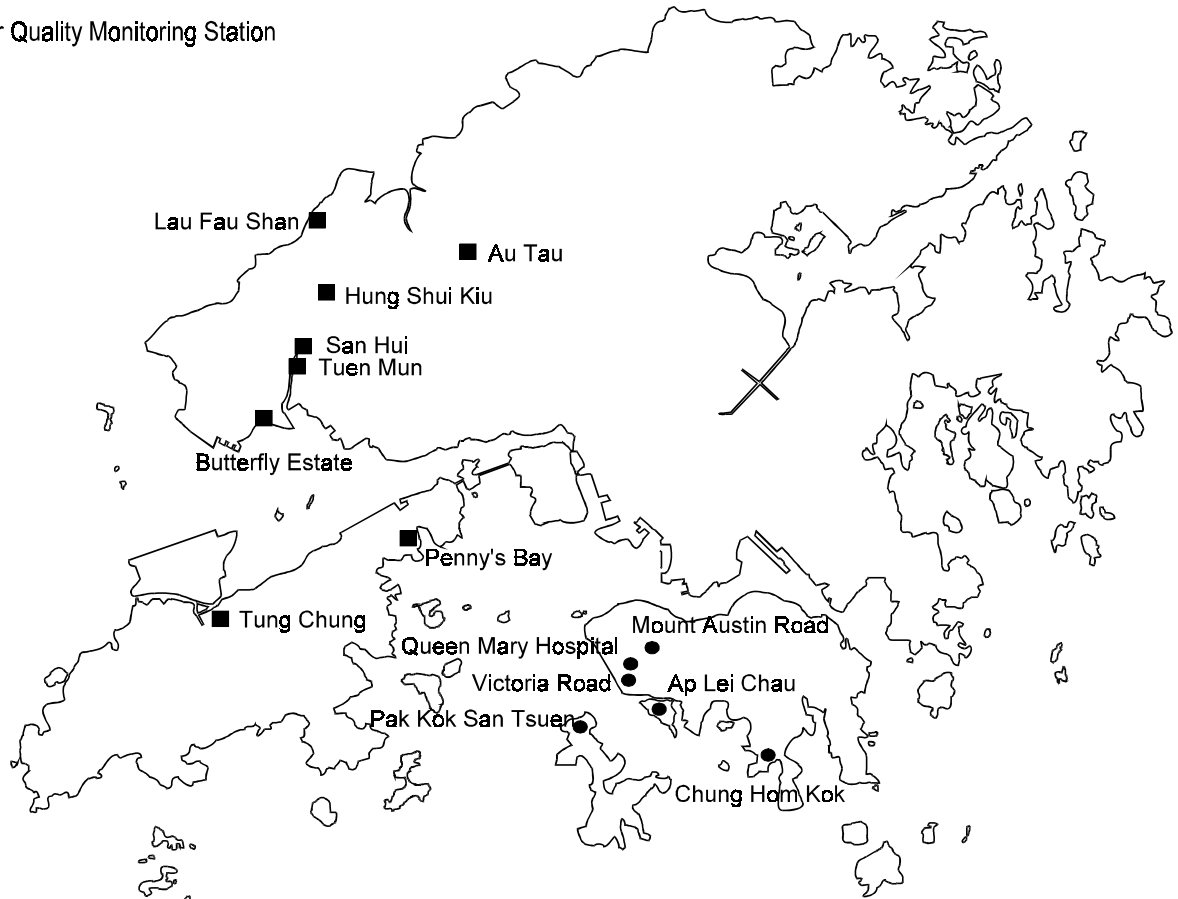 Quality Monitoring Station
Lau Fau Shan
Au Tau
Hung Shui Kiu
San Hui
Tuen Mun
Butterfly Estate
Penny's Bay
Tung Chung
Mount Austin Road
Queen Mary Hospital
Victoria Road
Ap Lei Chau
Pak Kok San Tsuen
Chung Hom Kok